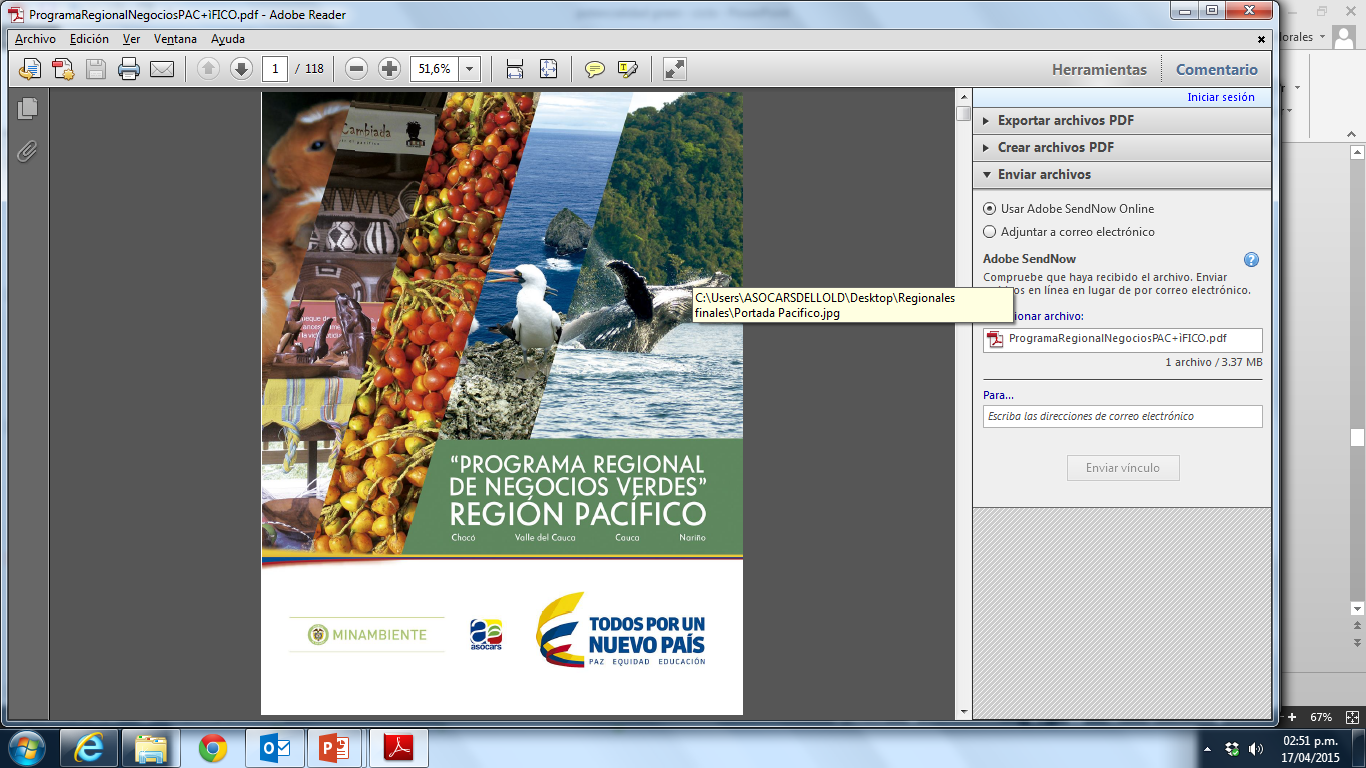 ProgramaRegionalNegociosPAC+ìFICO.pdf - Adobe Reader
Archivo Edición Ver Ventana Ayuda
1 / 118
51,6%
Herramientas
Comentario
Iniciar sesión
Exportar archivos PDF
Crear archivos PDF
Enviar archivos
Usar Adobe SendNow Online
Adjuntar a correo electrónico
Adobe SendNow
Compruebe que haya recibido el archivo. Enviar
en línea en lugar de por correo electrónico.
archivo:
ProgramaRegionalNegociosPAC+ìFICO.pdf
1 archivo / 3.37 MB
Para...
Escriba las direcciones de correo electrónico
Enviar vínculo
C:\Users\ASOCARSDELLOLD\Desktop\Regionales
finales\Portada Pacifico.jpg
Cambiada
“PROGRAMA REGIONAL
DE NEGOCIOS VERDES”
REGIÓN PACÍFICO
Chocó Valle del Cauca Cauca Nariño
MINAMBIENTE
asocars
TODOS POR UN
NUEVO PAÍS
PAZ EQUIDAD EDUCACIÓN
67%
02:51 p.m.
17/04/2015